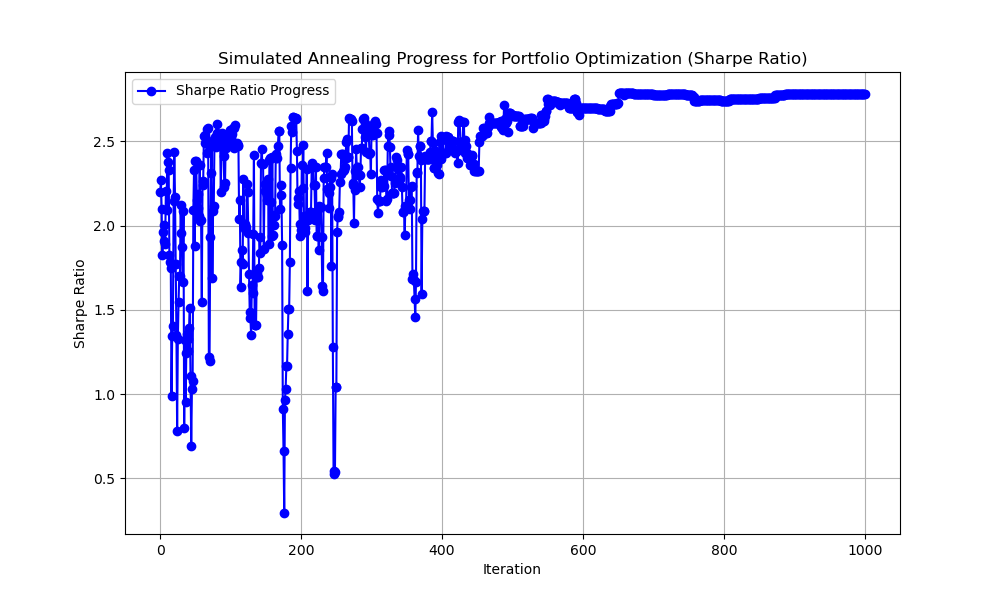 Simulated Annealing Progress for Portfolio Optimization (Sharpe Ratio)
Sharpe Ratio Progress
2.5
2.0
1.5
1.0
0.5
Sharpe Ratio
0 200 400 600 800 1000
Iteration